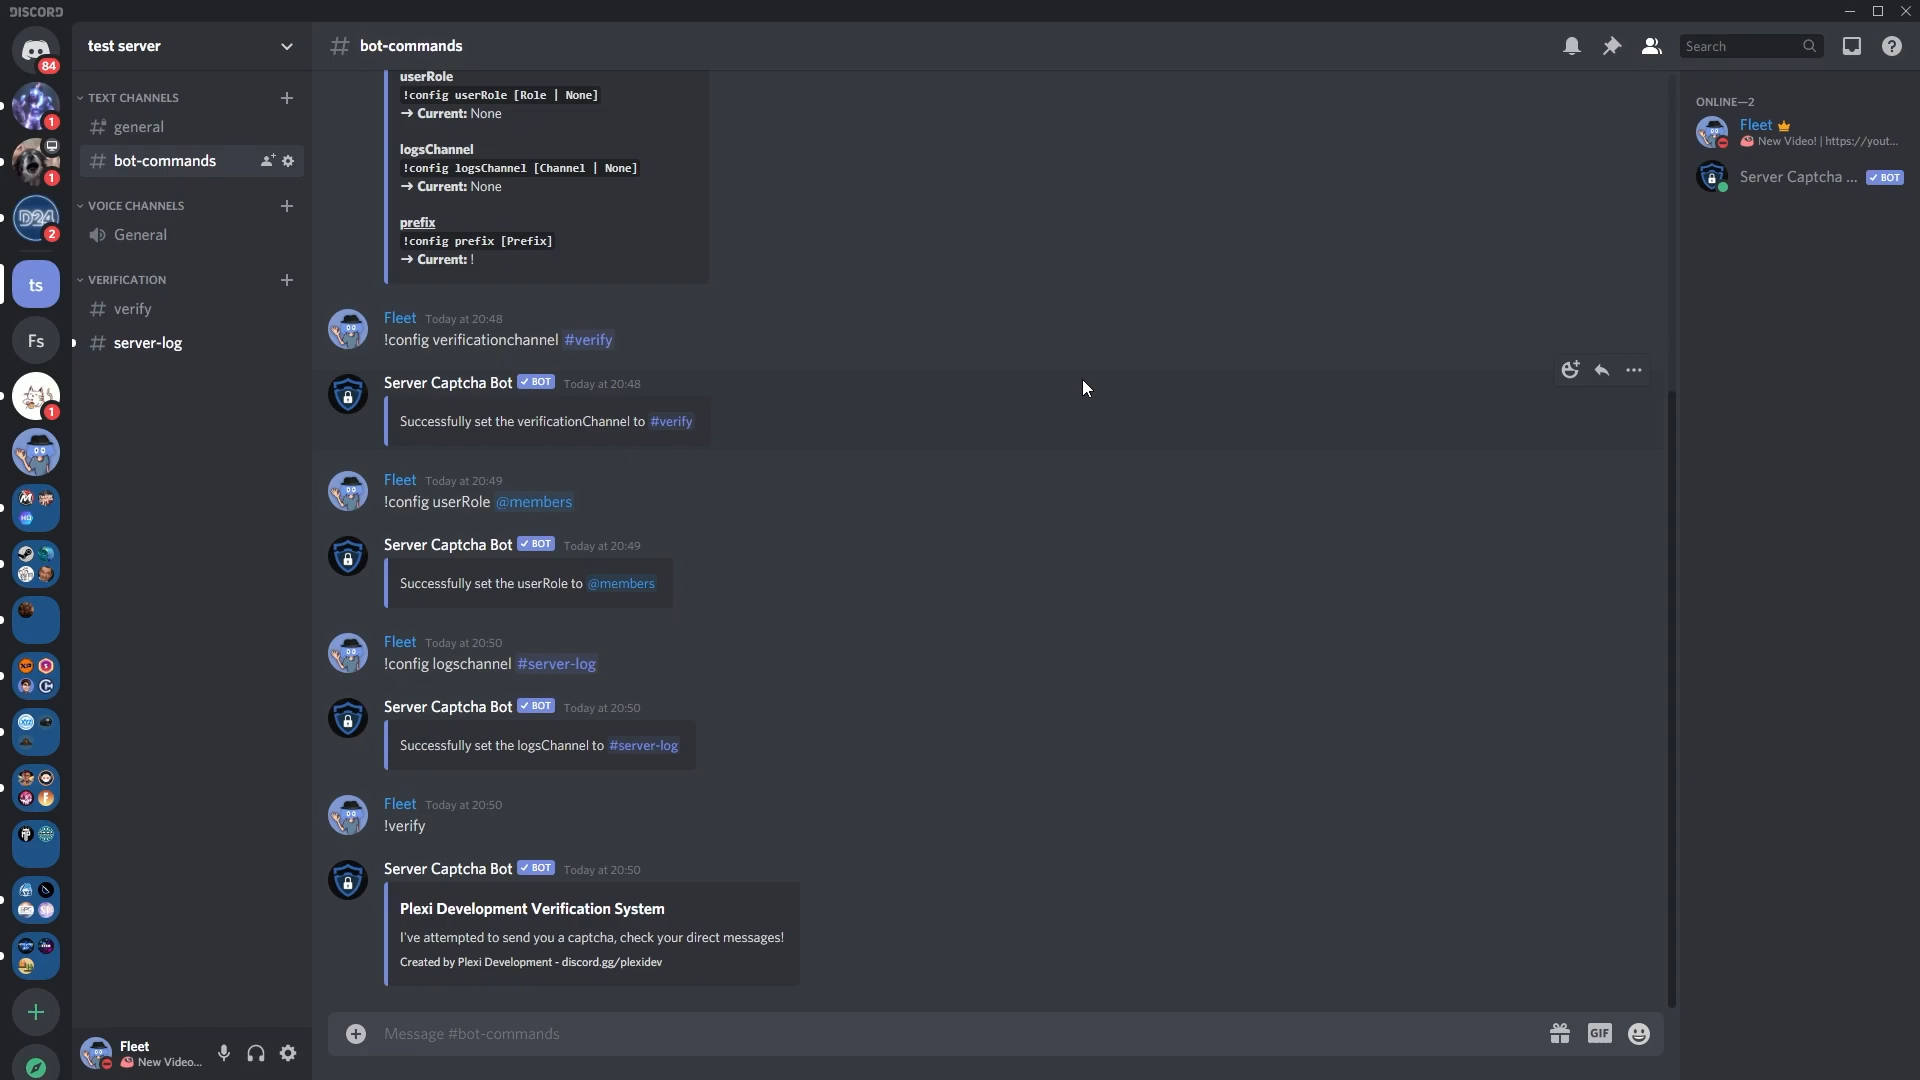 DISCORD
84
1
1
2
ts
Fs
1
test server
TEXT CHANNELS
general
bot-commands
VOICE CHANNELS
General
VERIFICATION
verify
server-log
Fleet
New Video...
bot-commands
Search
userRole
!config userRole [Role | None]
→ Current: None
logsChannel
!config logsChannel [Channel | None]
→ Current: None
prefix
!config prefix [Prefix]
→ Current: !
Fleet Today at 20:48
!config verificationchannel #verify
Server Captcha Bot ✓ BOT Today at 20:48
Successfully set the verificationChannel to #verify
Fleet Today at 20:49
!config userRole @members
Server Captcha Bot ✓ BOT Today at 20:49
Successfully set the userRole to @members
Fleet Today at 20:50
!config logschannel #server-log
Server Captcha Bot ✓ BOT Today at 20:50
Successfully set the logsChannel to #server-log
Fleet Today at 20:50
!verify
Server Captcha Bot ✓ BOT Today at 20:50
Plexi Development Verification System
I've attempted to send you a captcha, check your direct messages!
Created by Plexi Development - discord.gg/plexidev
Message #bot-commands
GIF
ONLINE—2
Fleet
New Video! | https://yout...
Server Captcha ... ✓ BOT